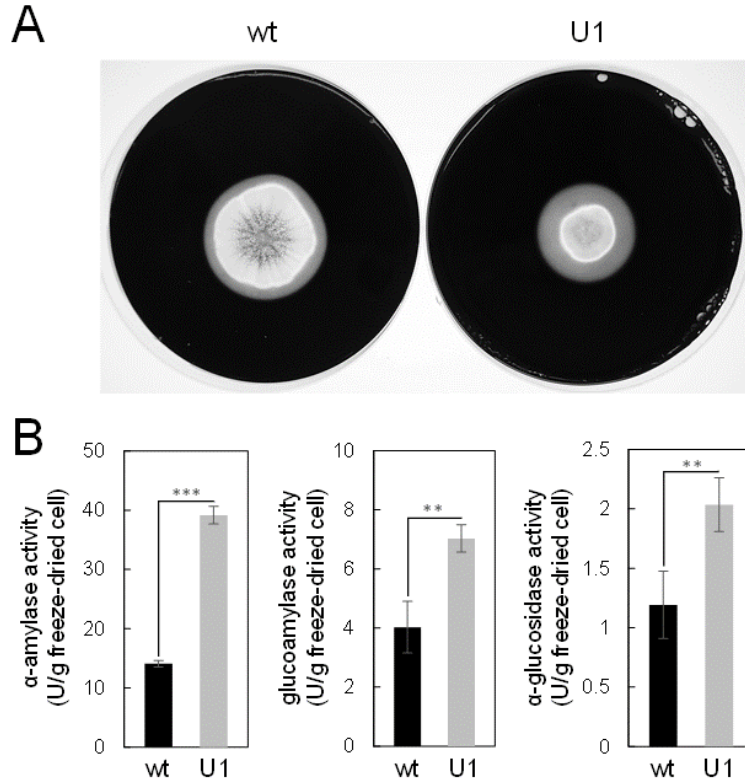 A
wt
U1
B
α-amylase activity
(U/g freeze-dried cell)
50
40
30
20
10
0
***
wt
U1
glucoamylase activity
(U/g freeze-dried cell)
10
8
6
4
2
0
**
wt
U1
α-glucosidase activity
(U/g freeze-dried cell)
2.5
2
1.5
1
0.5
0
**
wt
U1